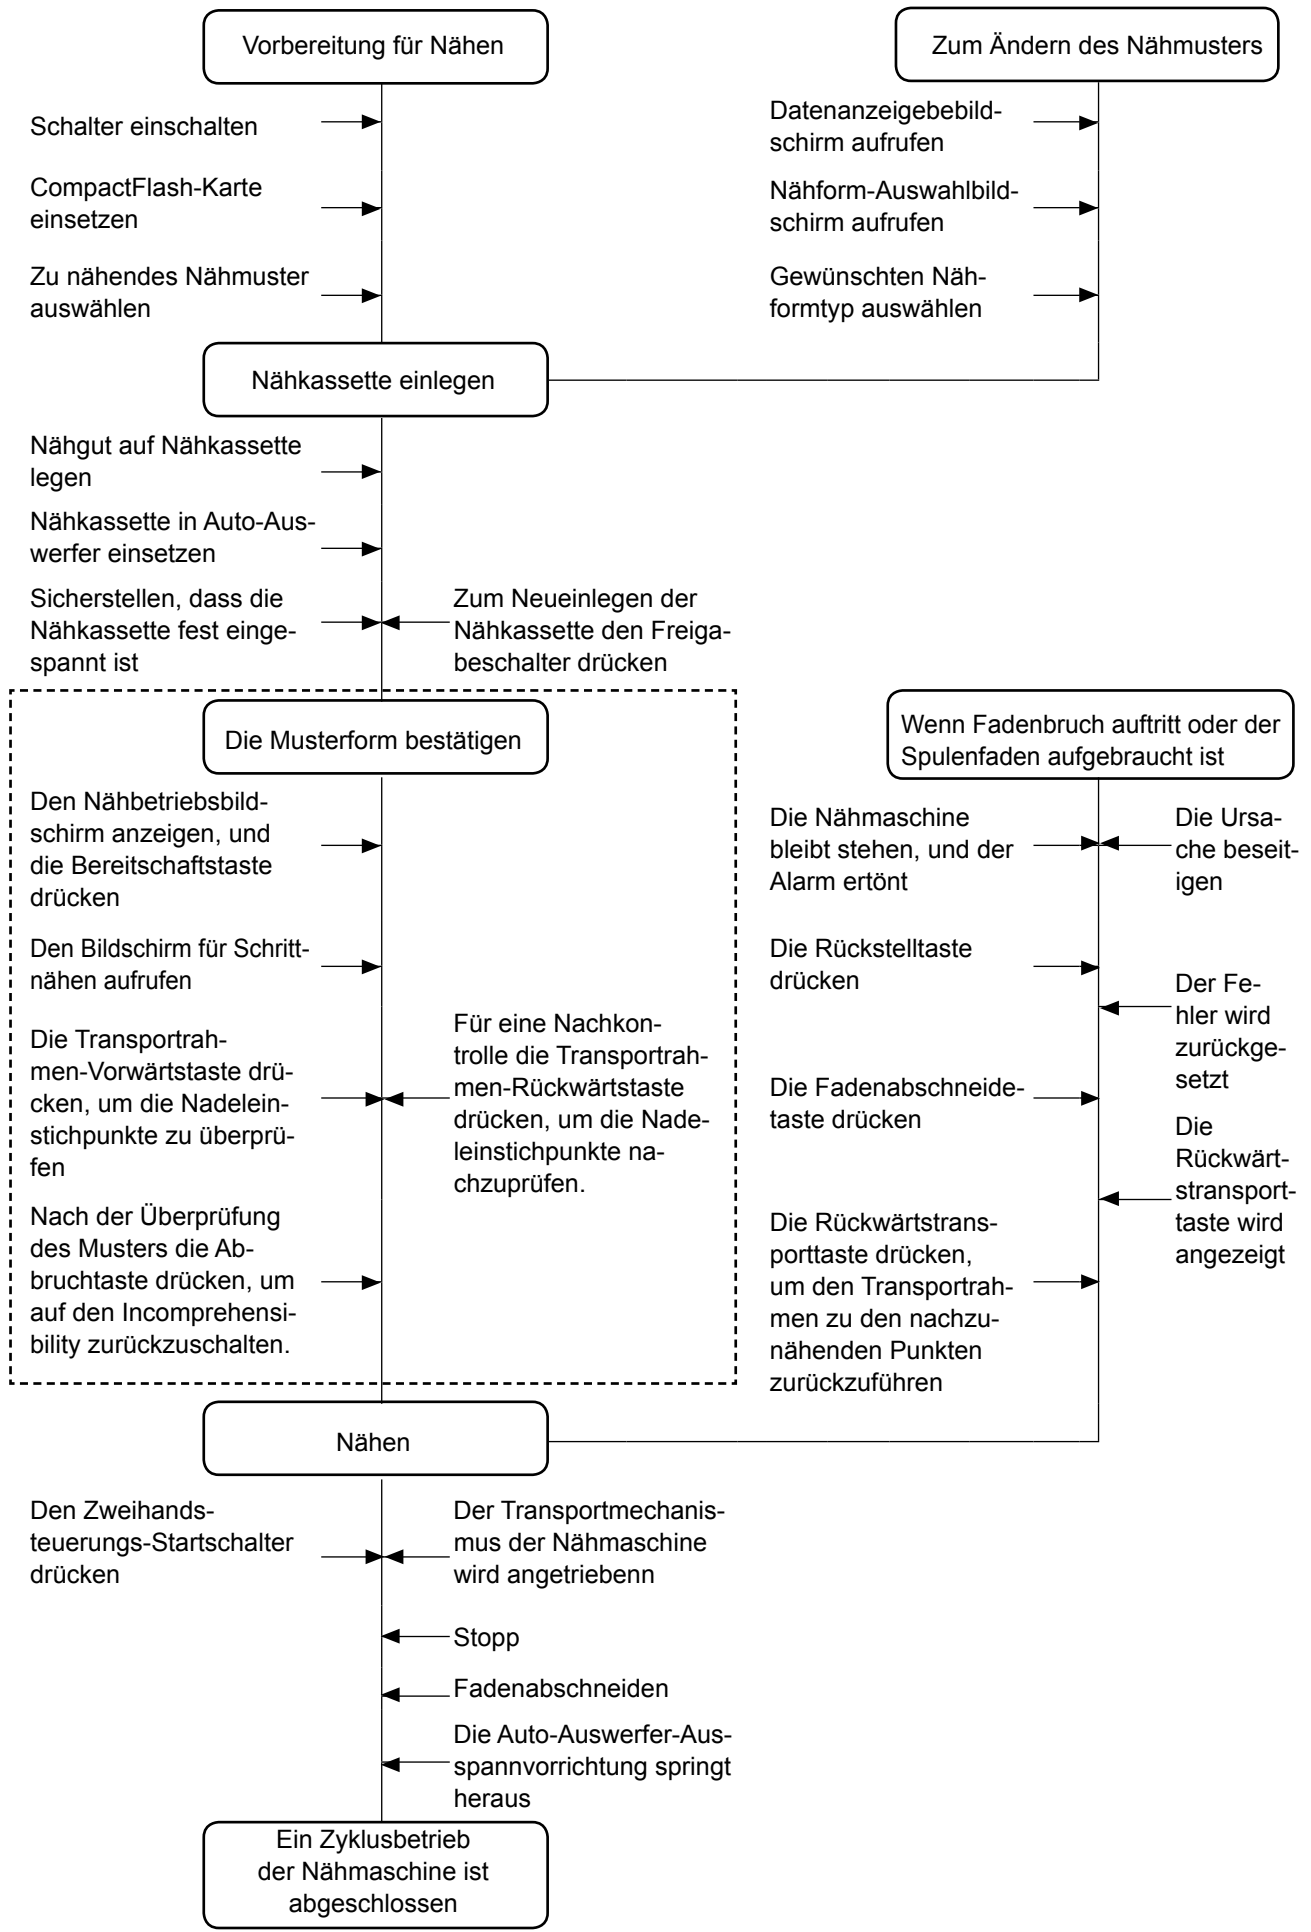 Vorbereitung für Nähen
Schalter einschalten
CompactFlash-Karte
einsetzen
Zu nähendes Nähmuster
auswählen
Zum Ändern des Nähmusters
Datenanzeigebebild-
schirm aufrufen
Nähform-Auswahlbild-
schirm aufrufen
Gewünschten Näh-
formtyp auswählen
Nähkassette einlegen
Nähgut auf Nähkassette
legen
Nähkassette in Auto-Aus-
werfer einsetzen
Sicherstellen, dass die
Nähkassette fest einge-
spannt ist
Zum Neueinlegen der
Nähkassette den Freiga-
beschalter drücken
Die Musterform bestätigen
Den Nähbetriebsbild-
schirm anzeigen, und
die Bereitschaftstaste
drücken
Den Bildschirm für Schritt-
nähen aufrufen
Die Transportrah-
men-Vorwärtstaste drü-
cken, um die Nadelein-
stichpunkte zu überprü-
fen
Für eine Nachkon-
trolle die Transportrah-
men-Rückwärtstaste
drücken, um die Nade-
leinstichpunkte na-
chzuprüfen.
Nach der Überprüfung
des Musters die Ab-
bruchtaste drücken, um
auf den Incomprehensi-
bility zurückzuschalten.
Wenn Fadenbruch auftritt oder der
Spulenfaden aufgebraucht ist
Die Nähmaschine
bleibt stehen, und der
Alarm ertönt
Die Ursa-
che beseit-
igen
Die Rückstelltaste
drücken
Der Fe-
hler wird
zurückge-
setzt
Die Fadenabschneide-
taste drücken
Die
Rückwärt-
stransport-
taste wird
angezeigt
Die Rückwärtstrans-
porttaste drücken,
um den Transportrah-
men zu den nachzu-
nähenden Punkten
zurückzuführen
Nähen
Den Zweihands-
teuerungs-Startschalter
drücken
Der Transportmechanis-
mus der Nähmaschine
wird angetriebenn
Stopp
Fadenabschneiden
Die Auto-Auswerfer-Aus-
spannvorrichtung springt
heraus
Ein Zyklusbetrieb
der Nähmaschine ist
abgeschlossen